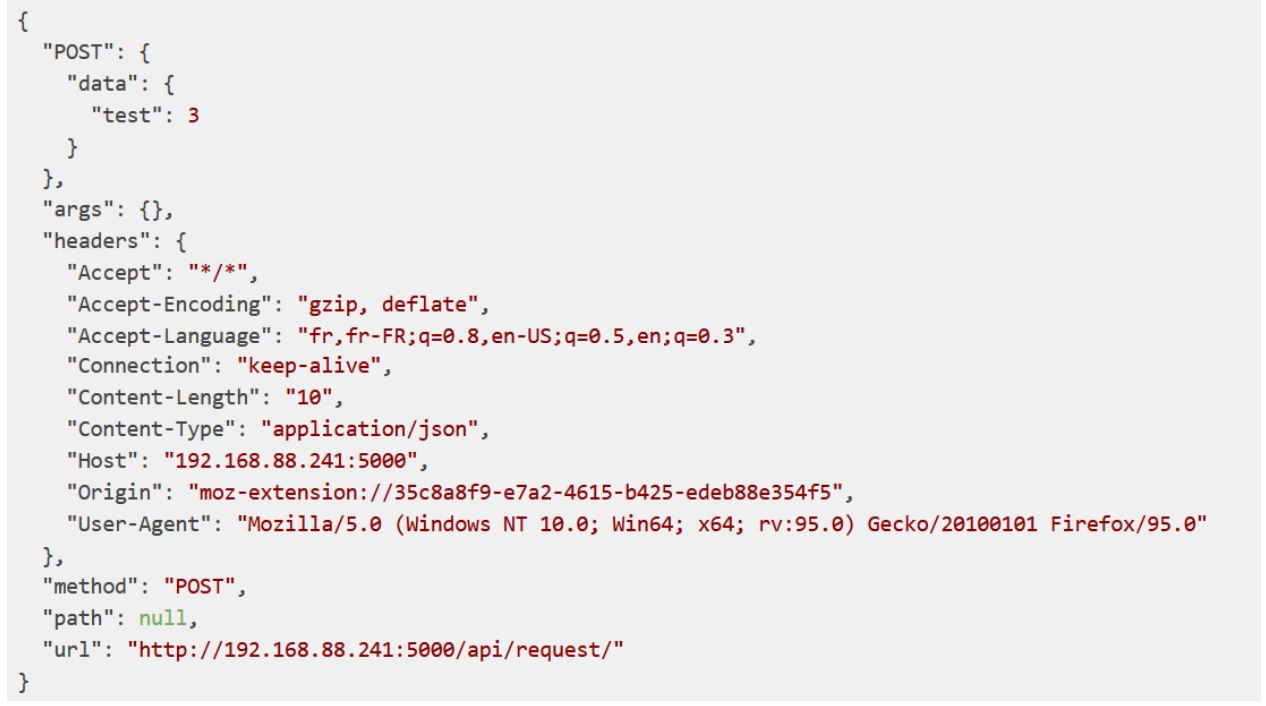 {
  "POST": {
    "data": {
      "test": 3
    }
  },
  "args": {},
  "headers": {
    "Accept": "*/*",
    "Accept-Encoding": "gzip, deflate",
    "Accept-Language": "fr,fr-FR;q=0.8,en-US;q=0.5,en;q=0.3",
    "Connection": "keep-alive",
    "Content-Length": "10",
    "Content-Type": "application/json",
    "Host": "192.168.88.241:5000",
    "Origin": "moz-extension://35c8a8f9-e7a2-4615-b425-edeb88e354f5",
    "User-Agent": "Mozilla/5.0 (Windows NT 10.0; Win64; x64; rv:95.0) Gecko/20100101 Firefox/95.0"
  },
  "method": "POST",
  "path": null,
  "url": "http://192.168.88.241:5000/api/request/"
}